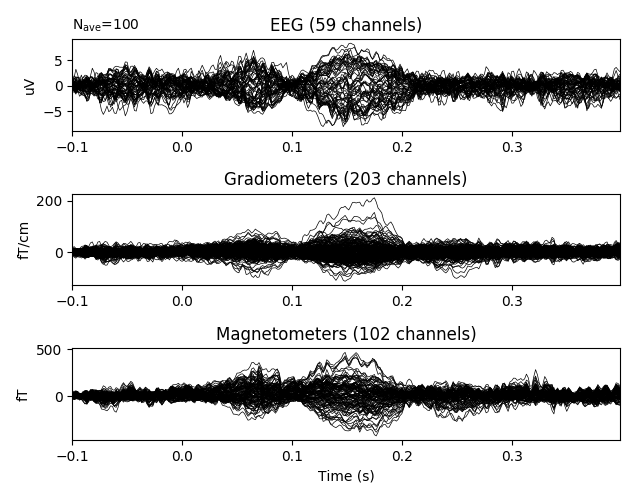 N_ave=100
EEG (59 channels)
uV
5
0
−5
−0.1 0.0 0.1 0.2 0.3
Gradiometers (203 channels)
fT/cm
200
0
−0.1 0.0 0.1 0.2 0.3
Magnetometers (102 channels)
fT
500
0
−0.1 0.0 0.1 0.2 0.3
Time (s)